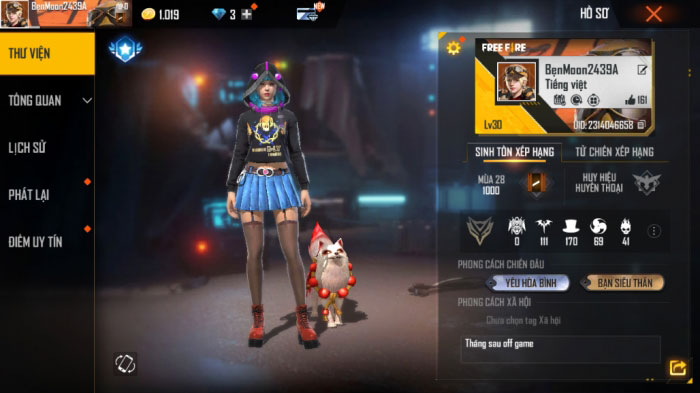 BẹnMoon2439A
1.019
3
NEW
HỒ SƠ
THƯ VIỆN
TỔNG QUAN
LỊCH SỬ
PHÁT LẠI
ĐIỂM UY TÍN
FREE FIRE
BẹnMoon2439A
Tiếng việt
161
Lv30
UID: 2314046658
SINH TỒN XẾP HẠNG
TỬ CHIẾN XẾP HẠNG
MÙA 28
1000
HUY HIỆU
HUYỀN THOẠI
0
111
170
69
41
PHONG CÁCH CHIẾN ĐẤU
YÊU HÒA BÌNH
BẠN SIÊU THÂN
PHONG CÁCH XÃ HỘI
Chưa chọn tag Xã hội
Tháng sau off game